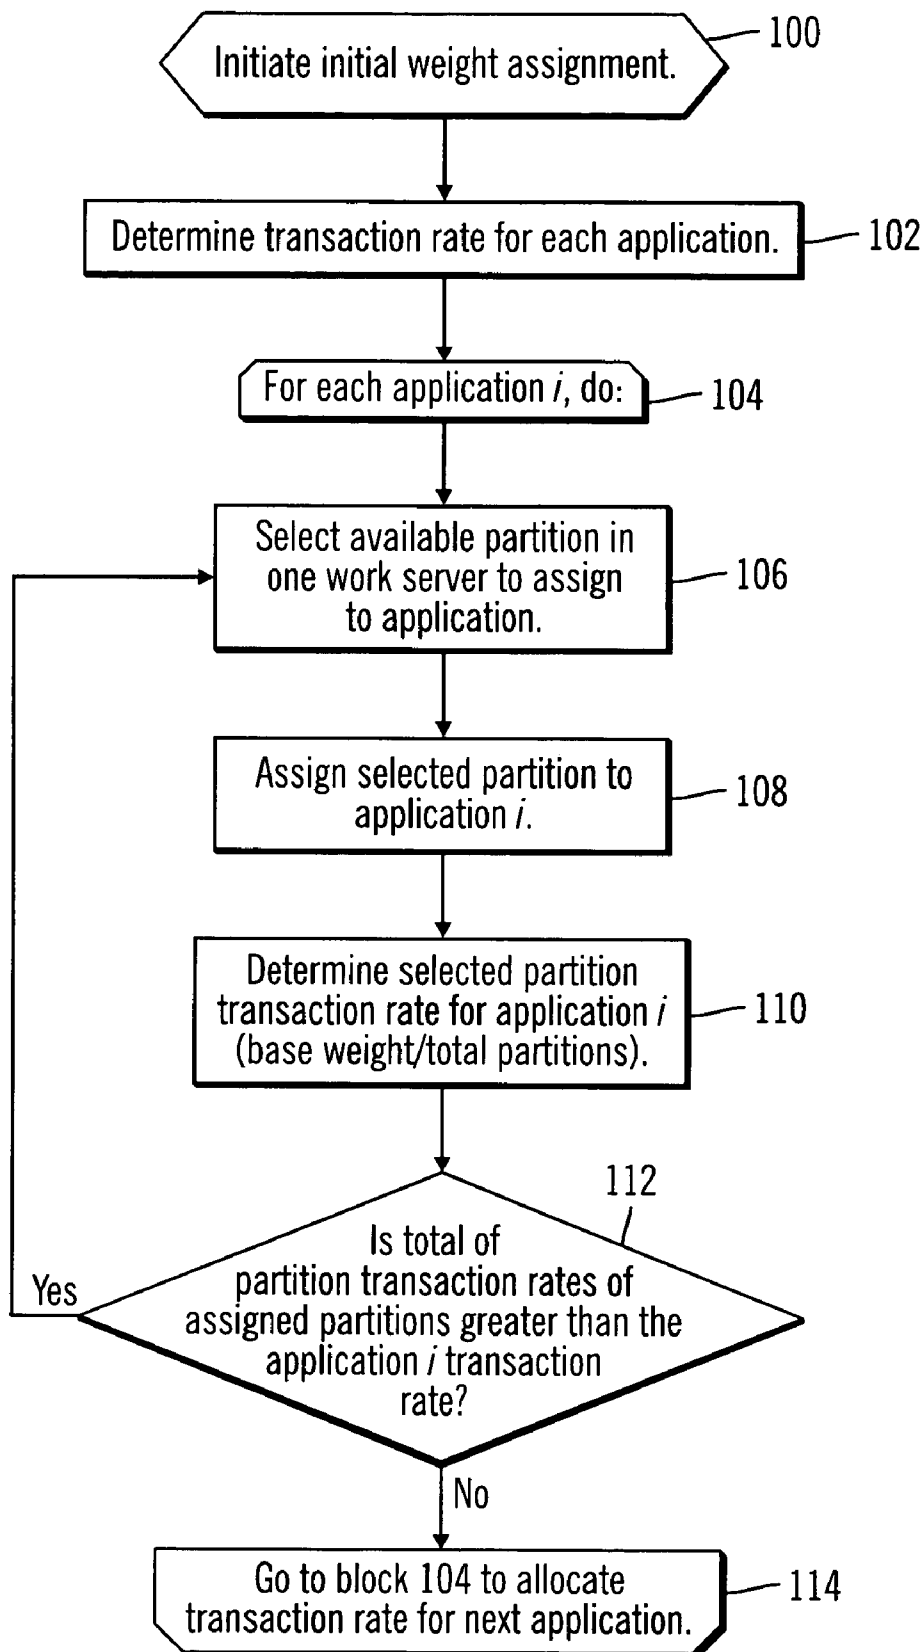 Initiate initial weight assignment.
100
Determine transaction rate for each application.
102
For each application i, do:
104
Select available partition in
one work server to assign
to application.
106
Assign selected partition to
application i.
108
Determine selected partition
transaction rate for application i
(base weight/total partitions).
110
112
Is total of
partition transaction rates of
assigned partitions greater than the
application i transaction
rate?
Yes
No
Go to block 104 to allocate
transaction rate for next application.
114